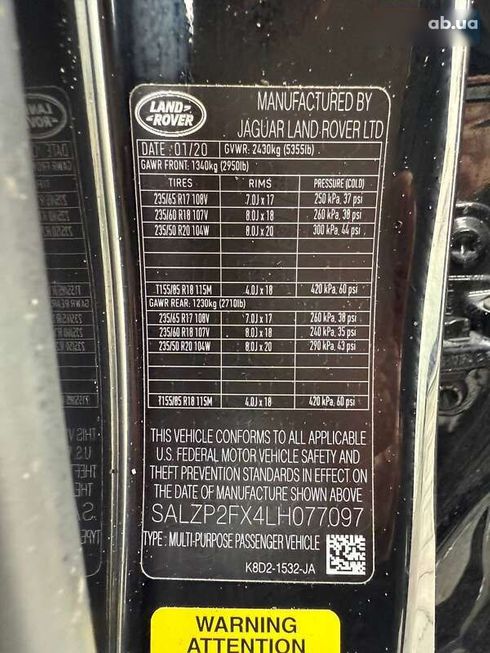 ab.ua
LAND-
ROVER
MANUFACTURED BY
JAGUAR LAND ROVER LTD
DATE : 01/20 GVWR: 2430kg (5355lb)
GAWR FRONT: 1340kg (2950lb)
TIRES RIMS PRESSURE (COLD)
235/65 R17 108V 7.0J x 17 250 kPa, 37 psi
235/60 R18 107V 8.0J x 18 260 kPa, 38 psi
235/50 R20 104W 8.0J x 20 300 kPa, 44 psi
T155/85 R18 115M 4.0J x 18 420 kPa, 60 psi
GAWR REAR: 1230kg (2710lb)
235/65 R17 108V 7.0J x 17 260 kPa, 38 psi
235/60 R18 107V 8.0J x 18 240 kPa, 35 psi
235/50 R20 104W 8.0J x 20 290 kPa, 43 psi
T155/85 R18 115M 4.0J x 18 420 kPa, 60 psi
THIS VEHICLE CONFORMS TO ALL APPLICABLE
U.S. FEDERAL MOTOR VEHICLE SAFETY AND
THEFT PREVENTION STANDARDS IN EFFECT ON
THE DATE OF MANUFACTURE SHOWN ABOVE
SALZP2FX4LH077097
TYPE : MULTI-PURPOSE PASSENGER VEHICLE
K8D2-1532-JA
WARNING
ATTENTION